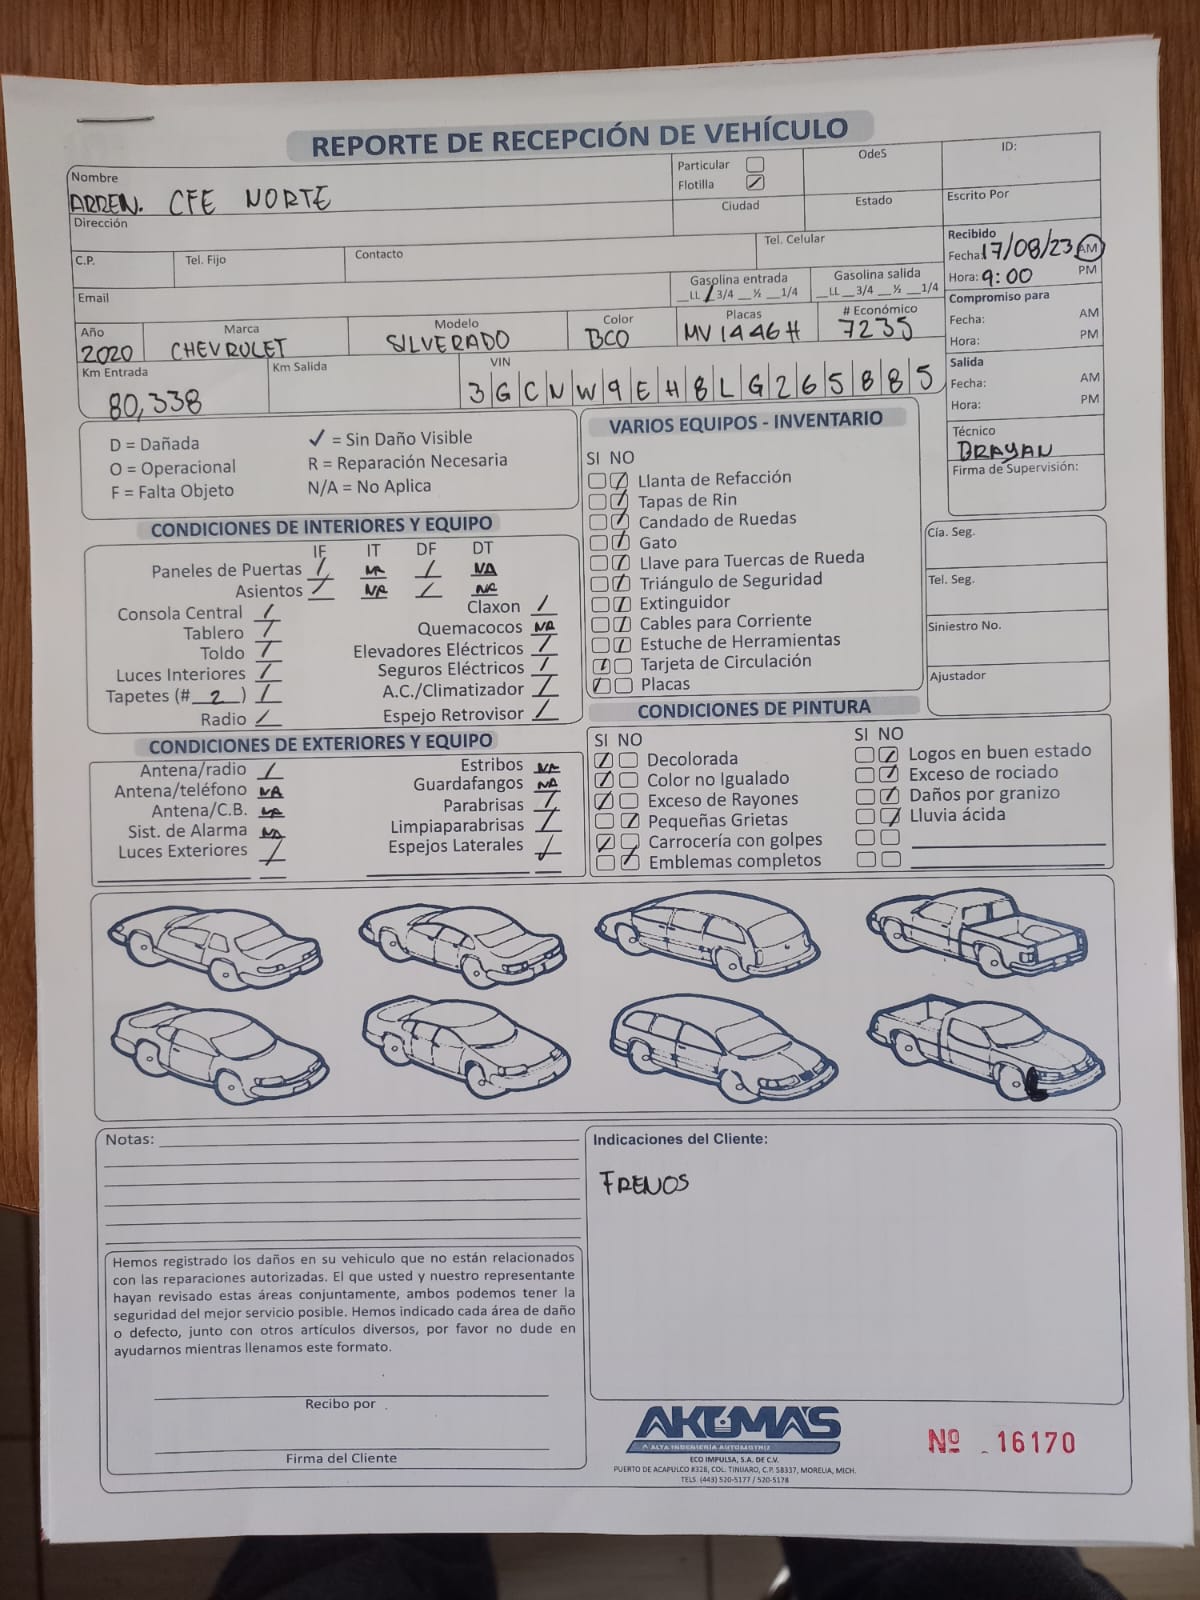 REPORTE DE RECEPCIÓN DE VEHÍCULO
Nombre
ARREN. CFE NORTE
Particular
Flotilla
OdeS
ID:
Dirección
Ciudad
Estado
Escrito Por
C.P.
Tel. Fijo
Contacto
Tel. Celular
Recibido
Fecha: 17/08/23 AM
Hora: 9:00 PM
Email
Gasolina entrada
__LL __3/4 __½ __1/4
Gasolina salida
__LL __3/4 __½ __1/4
Compromiso para
Fecha: AM
Hora: PM
Año
2020
Marca
CHEVROLET
Modelo
SILVERADO
Color
BCO
Placas
MV1446H
# Económico
7235
Km Entrada
80,338
Km Salida
VIN
3GCNW9EH8LG265885
Salida
Fecha: AM
Hora: PM
Técnico
BRAYAN
Firma de Supervisión:
D = Dañada
✓ = Sin Daño Visible
O = Operacional
R = Reparación Necesaria
F = Falta Objeto
N/A = No Aplica
CONDICIONES DE INTERIORES Y EQUIPO
IF IT DF DT
Paneles de Puertas / NA / NA
Asientos / NA / NA
Consola Central /
Claxon /
Tablero /
Quemacocos NA
Toldo /
Elevadores Eléctricos /
Luces Interiores /
Seguros Eléctricos /
Tapetes (# 2 ) /
A.C./Climatizador /
Radio /
Espejo Retrovisor /
CONDICIONES DE EXTERIORES Y EQUIPO
Antena/radio /
Estribos NA
Antena/teléfono NA
Guardafangos NA
Antena/C.B. NA
Parabrisas /
Sist. de Alarma NA
Limpiaparabrisas /
Luces Exteriores /
Espejos Laterales /
VARIOS EQUIPOS - INVENTARIO
SI NO
Llanta de Refacción
Tapas de Rin
Candado de Ruedas
Gato
Llave para Tuercas de Rueda
Triángulo de Seguridad
Extinguidor
Cables para Corriente
Estuche de Herramientas
Tarjeta de Circulación
Placas
Cía. Seg.
Tel. Seg.
Siniestro No.
Ajustador
CONDICIONES DE PINTURA
SI NO
Decolorada
Color no Igualado
Exceso de Rayones
Pequeñas Grietas
Carrocería con golpes
Emblemas completos
SI NO
Logos en buen estado
Exceso de rociado
Daños por granizo
Lluvia ácida
Notas:
Indicaciones del Cliente:
FRENOS
Hemos registrado los daños en su vehiculo que no están relacionados
con las reparaciones autorizadas. El que usted y nuestro representante
hayan revisado estas áreas conjuntamente, ambos podemos tener la
seguridad del mejor servicio posible. Hemos indicado cada área de daño
o defecto, junto con otros artículos diversos, por favor no dude en
ayudarnos mientras llenamos este formato.
Recibo por
Firma del Cliente
AKUMA'S
ALTA INGENIERÍA AUTOMOTRIZ
ECO IMPULSA, S.A. DE C.V.
PUERTO DE ACAPULCO #328, COL. TINIJARO, C.P. 58337, MORELIA, MICH.
TELS. (443) 520-5177 / 520-5178
Nº 16170